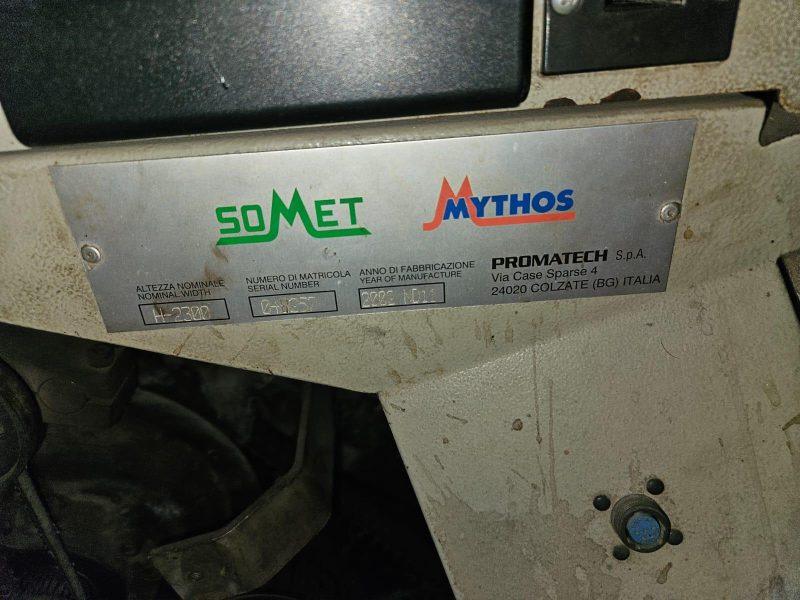 SOMET
MYTHOS
ALTEZZA NOMINALE
NOMINAL WIDTH
H-2300
NUMERO DI MATRICOLA
SERIAL NUMBER
ANNO DI FABBRICAZIONE
YEAR OF MANUFACTURE
PROMATECH S.p.A.
Via Case Sparse 4
24020 COLZATE (BG) ITALIA